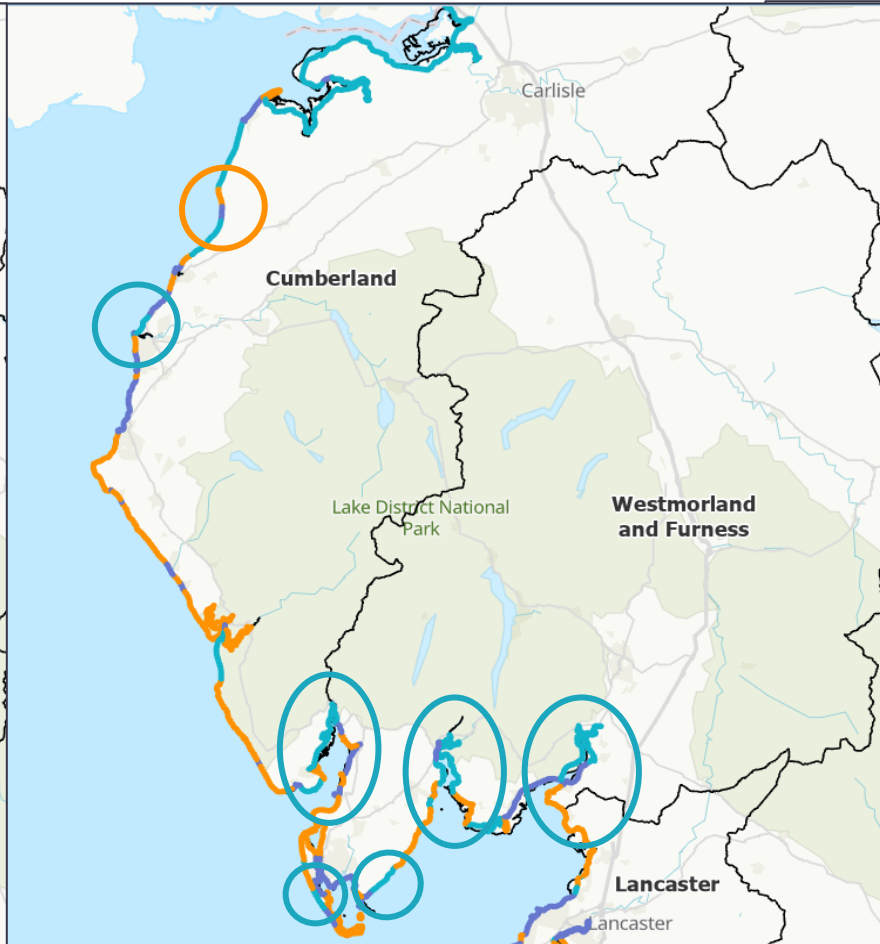 Carlisle
Cumberland
Lake District National
Park
Westmorland
and Furness
Lancaster
Lancaster